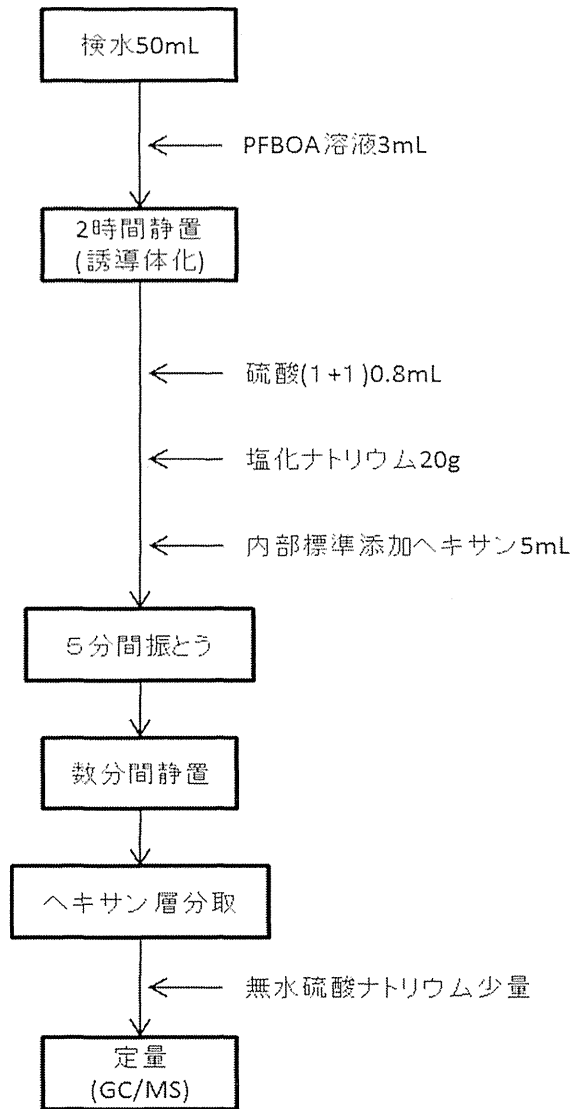 検水50mL
PFBOA溶液3mL
2時間静置
(誘導体化)
硫酸(1+1)0.8mL
塩化ナトリウム20g
内部標準添加ヘキサン5mL
5分間振とう
数分間静置
ヘキサン層分取
無水硫酸ナトリウム少量
定量
(GC/MS)